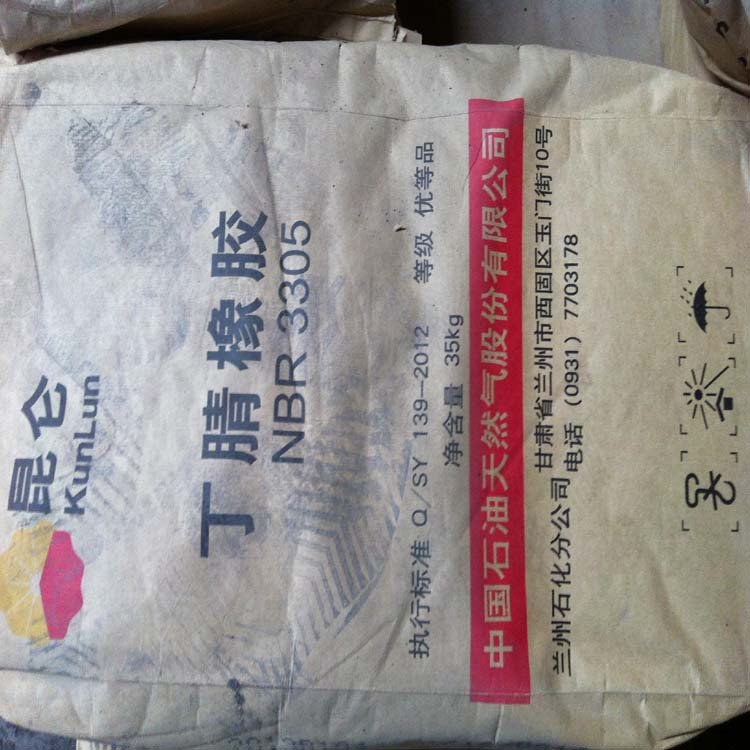 昆仑
KunLun
丁腈橡胶
NBR 3305
执行标准 Q/SY 139-2012 等级 优等品
净含量 35kg
中国石油天然气股份有限公司
兰州石化分公司 甘肃省兰州市西固区玉门街10号
电话（0931）7703178